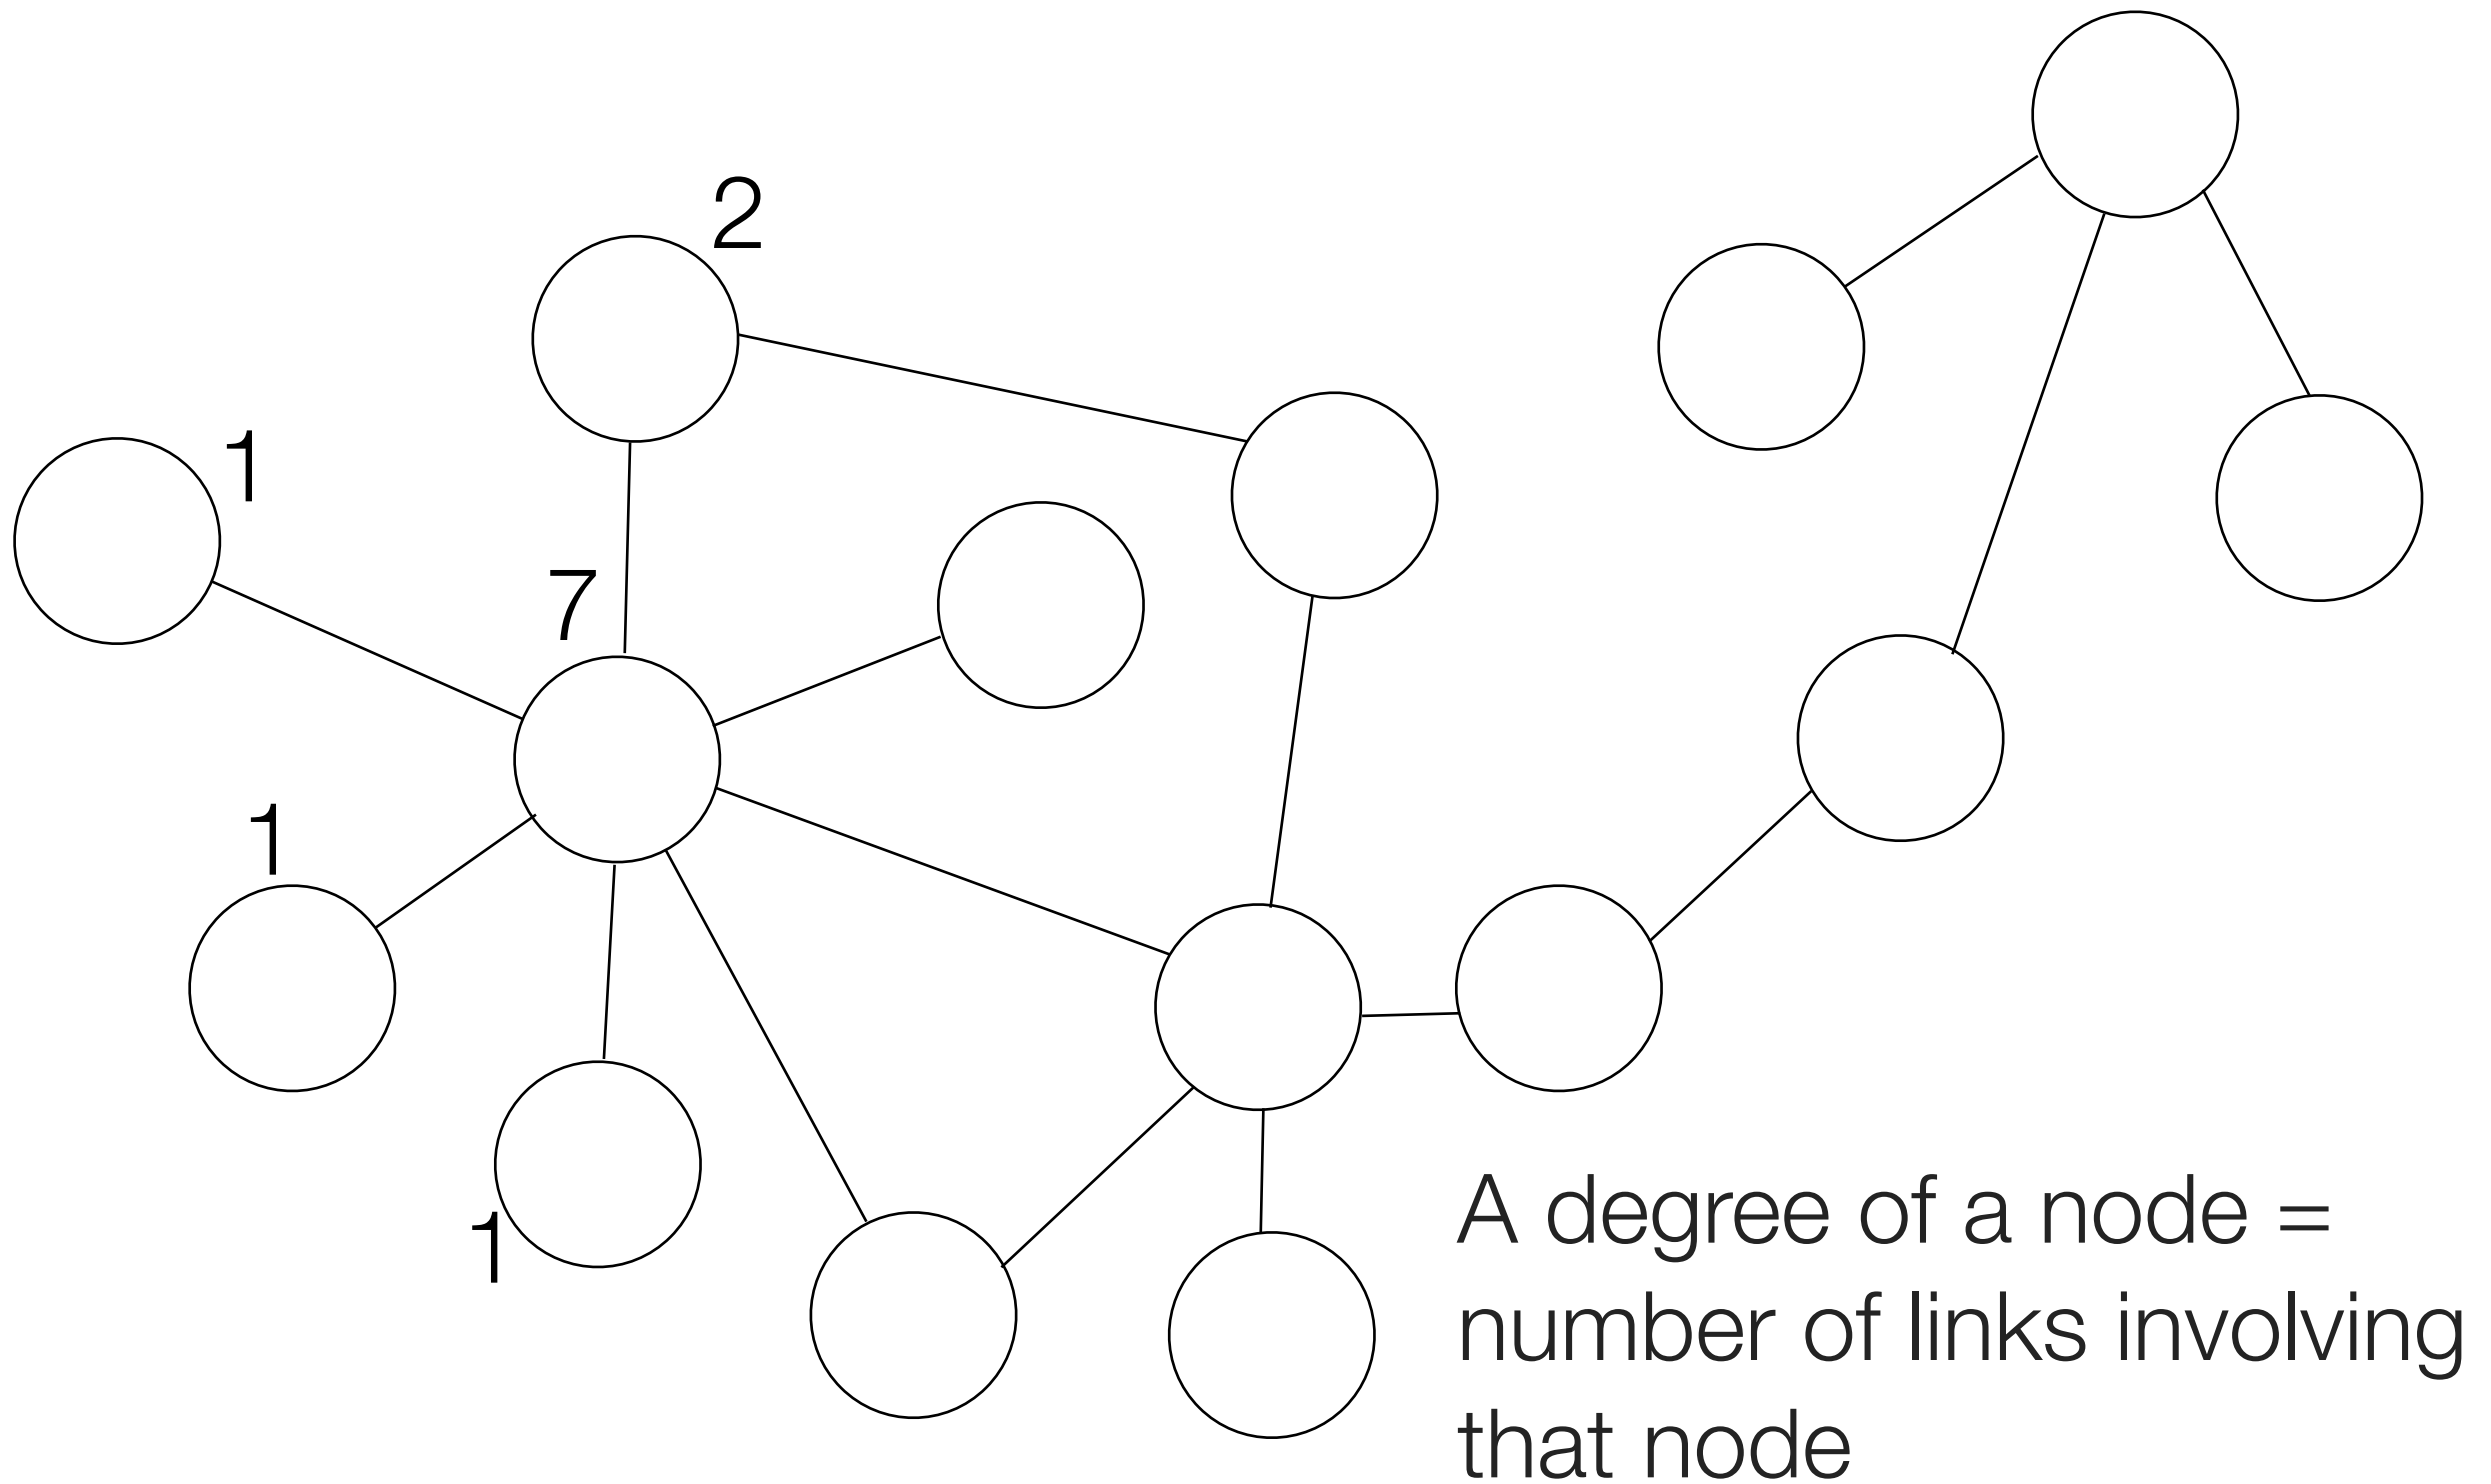 2
1
7
1
1
A degree of a node =
number of links involving
that node